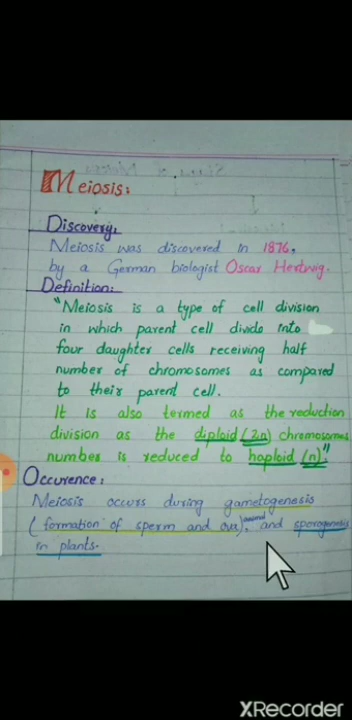 Meiosis:
Discovery:
Meiosis was discovered in 1876,
by a German biologist Oscar Hertwig.
Definition:
"Meiosis is a type of cell division
in which parent cell divide into
four daughter cells receiving half
number of chromosomes as compared
to their parent cell.
It is also termed as the reduction
division as the diploid (2n) chromosomes
number is reduced to haploid (n)"
Occurence:
Meiosis occurs during gametogenesis
(formation of sperm and ova) animal, and sporogenesis
in plants.
XRecorder